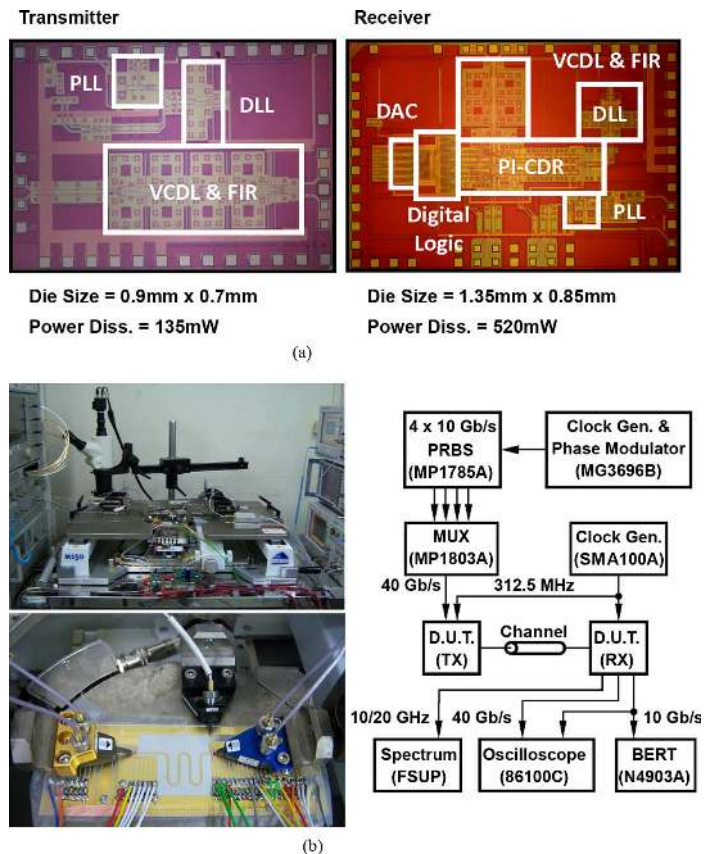 Transmitter
Receiver
PLL
DLL
VCDL & FIR
VCDL & FIR
DAC
DLL
PI-CDR
Digital
Logic
PLL
Die Size = 0.9mm x 0.7mm
Power Diss. = 135mW
Die Size = 1.35mm x 0.85mm
Power Diss. = 520mW
(a)
M150
4 x 10 Gb/s
PRBS
(MP1785A)
Clock Gen. &
Phase Modulator
(MG3696B)
MUX
(MP1803A)
Clock Gen.
(SMA100A)
40 Gb/s
312.5 MHz
D.U.T.
(TX)
Channel
D.U.T.
(RX)
10/20 GHz
40 Gb/s
10 Gb/s
Spectrum
(FSUP)
Oscilloscope
(86100C)
BERT
(N4903A)
(b)